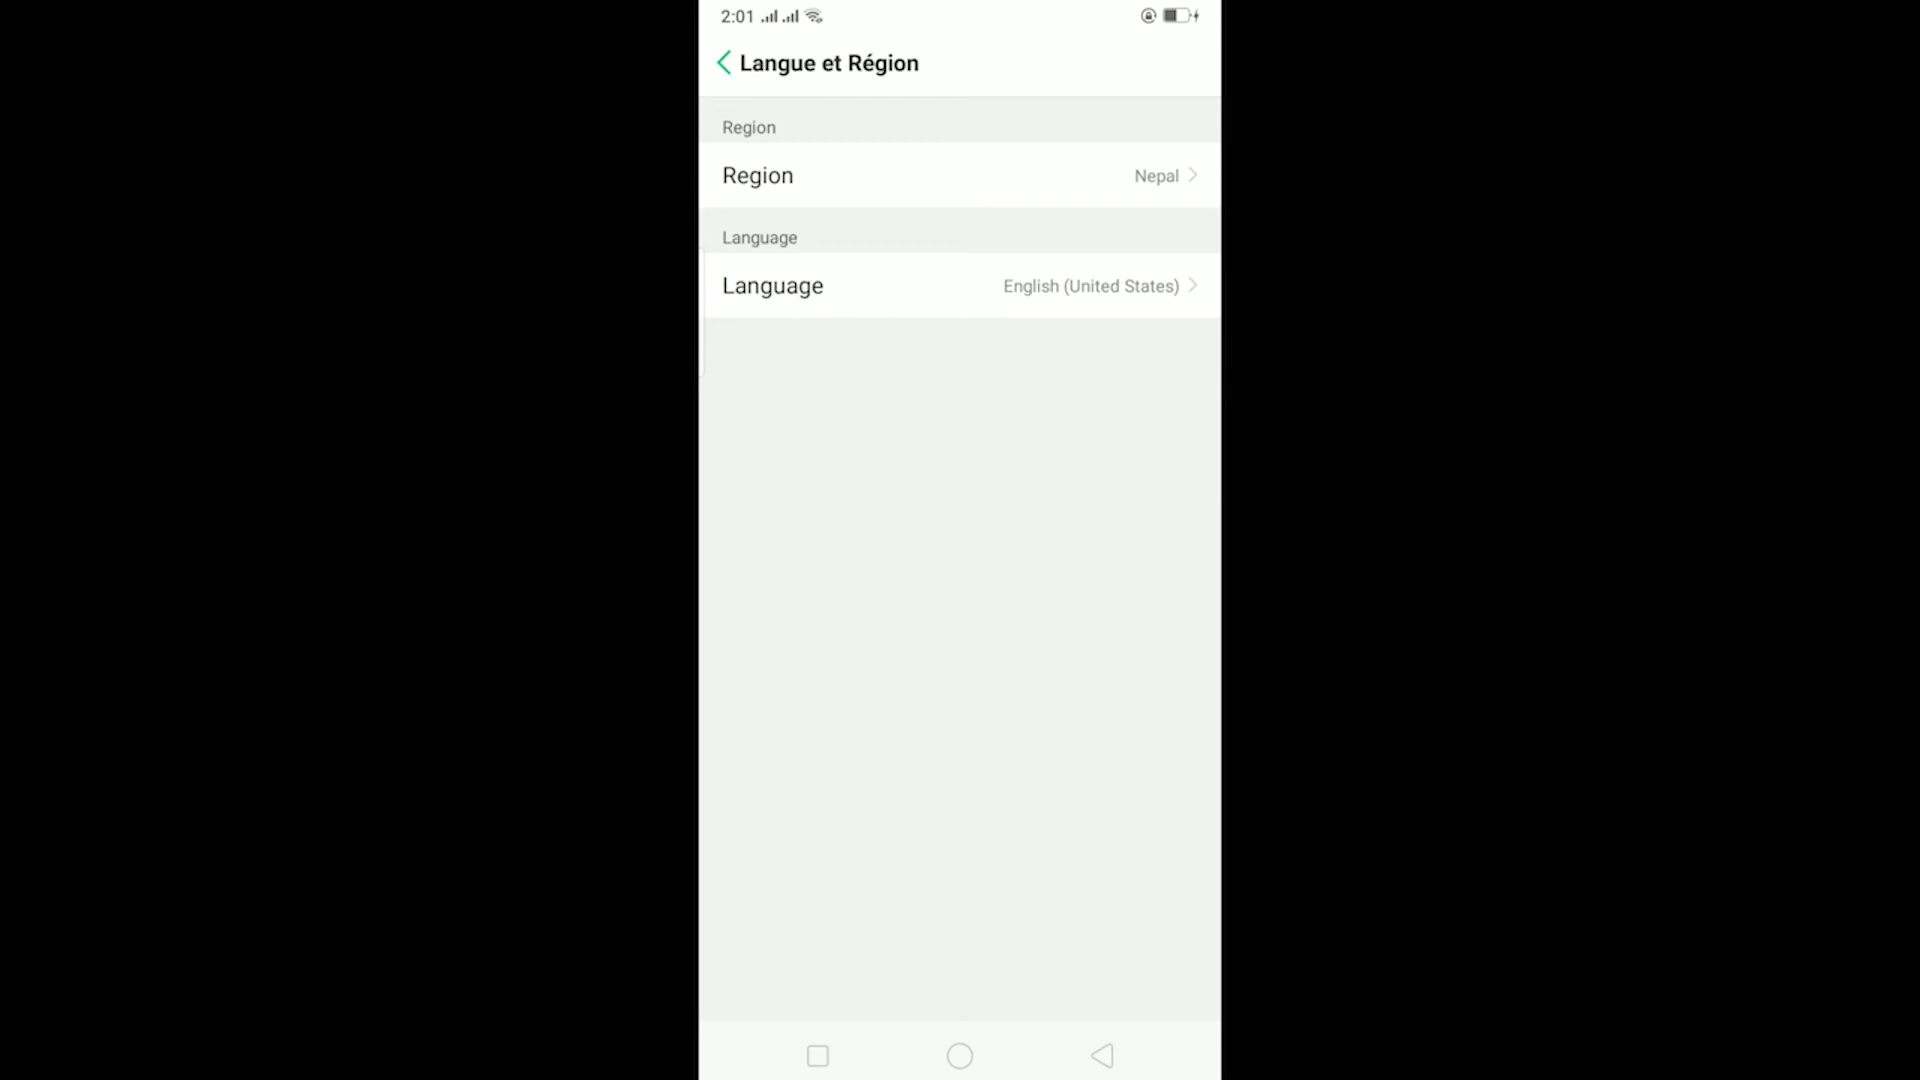 2:01
Langue et Région
Region
Region Nepal
Language
Language English (United States)